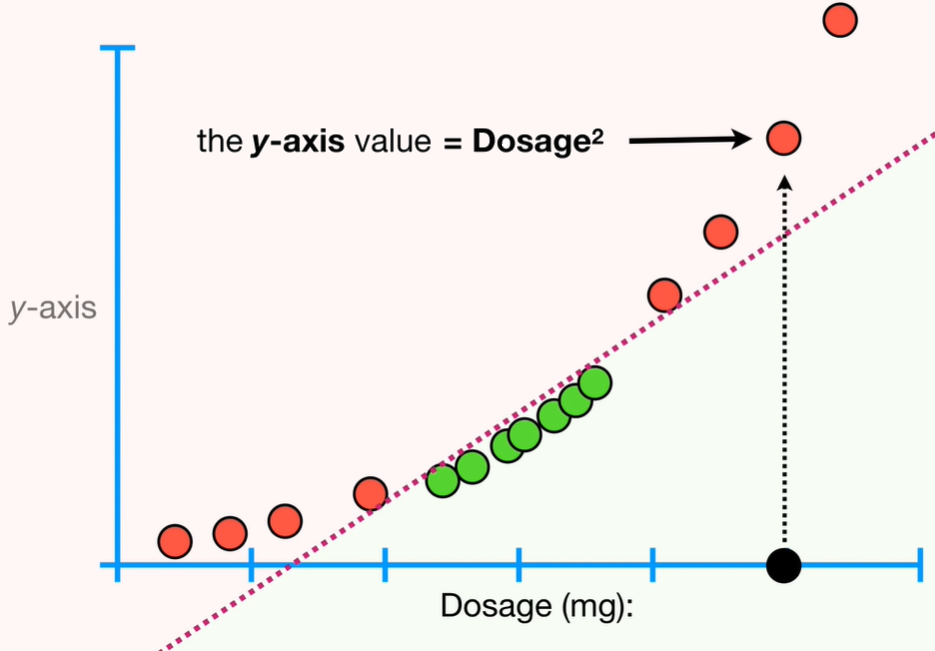 the y-axis value = Dosage²
y-axis
Dosage (mg):